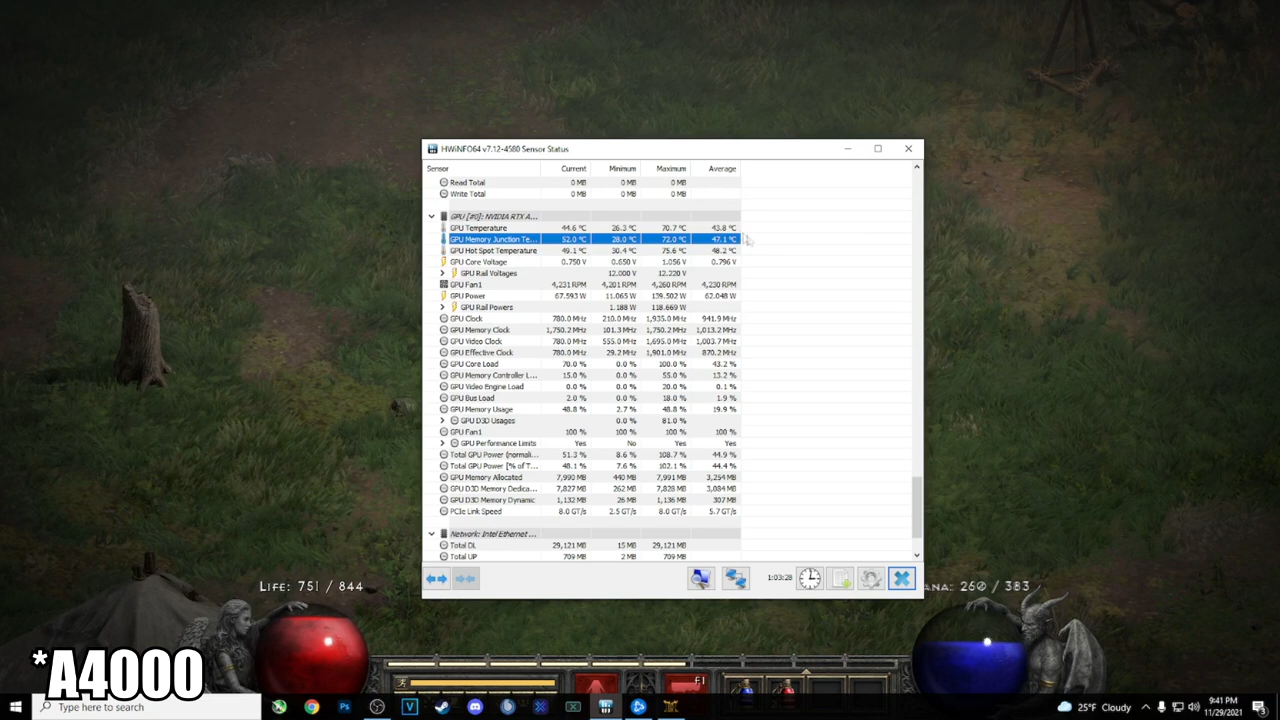 HWiNFO64 v7.12-4580 Sensor Status
Sensor Current Minimum Maximum Average
Read Total 0 MB 0 MB 0 MB
Write Total 0 MB 0 MB 0 MB
GPU [#0]: NVIDIA RTX A...
GPU Temperature 44.6 °C 26.3 °C 70.7 °C 43.8 °C
GPU Memory Junction Te... 52.0 °C 28.0 °C 72.0 °C 47.1 °C
GPU Hot Spot Temperature 49.1 °C 30.4 °C 75.6 °C 48.2 °C
GPU Core Voltage 0.750 V 0.650 V 1.056 V 0.796 V
GPU Rail Voltages 12.000 V 12.220 V
GPU Fan1 4,231 RPM 4,201 RPM 4,260 RPM 4,230 RPM
GPU Power 67.593 W 11.065 W 139.502 W 62.048 W
GPU Rail Powers 1.188 W 118.669 W
GPU Clock 780.0 MHz 210.0 MHz 1,935.0 MHz 941.9 MHz
GPU Memory Clock 1,750.2 MHz 101.3 MHz 1,750.2 MHz 1,013.2 MHz
GPU Video Clock 780.0 MHz 555.0 MHz 1,695.0 MHz 1,003.7 MHz
GPU Effective Clock 780.0 MHz 29.2 MHz 1,901.0 MHz 870.2 MHz
GPU Core Load 70.0 % 0.0 % 100.0 % 43.2 %
GPU Memory Controller L... 15.0 % 0.0 % 55.0 % 13.2 %
GPU Video Engine Load 0.0 % 0.0 % 20.0 % 0.1 %
GPU Bus Load 2.0 % 0.0 % 18.0 % 1.9 %
GPU Memory Usage 48.8 % 2.7 % 48.8 % 19.9 %
GPU D3D Usages 0.0 % 81.0 %
GPU Fan1 100 % 100 % 100 % 100 %
GPU Performance Limits Yes No Yes Yes
Total GPU Power (normali... 51.3 % 8.6 % 108.7 % 44.9 %
Total GPU Power [% of T... 48.1 % 7.6 % 102.1 % 44.4 %
GPU Memory Allocated 7,990 MB 440 MB 7,991 MB 3,254 MB
GPU D3D Memory Dedica... 7,827 MB 262 MB 7,828 MB 3,084 MB
GPU D3D Memory Dynamic 1,132 MB 26 MB 1,136 MB 307 MB
PCIe Link Speed 8.0 GT/s 2.5 GT/s 8.0 GT/s 5.7 GT/s
Network: Intel Ethernet ...
Total DL 29,121 MB 15 MB 29,121 MB
Total UP 709 MB 2 MB 709 MB
1:03:28
LIFE: 751 / 844
ANA: 260 / 383
F1
*A4000
Type here to search
25°F Cloudy
9:41 PM
11/29/2021